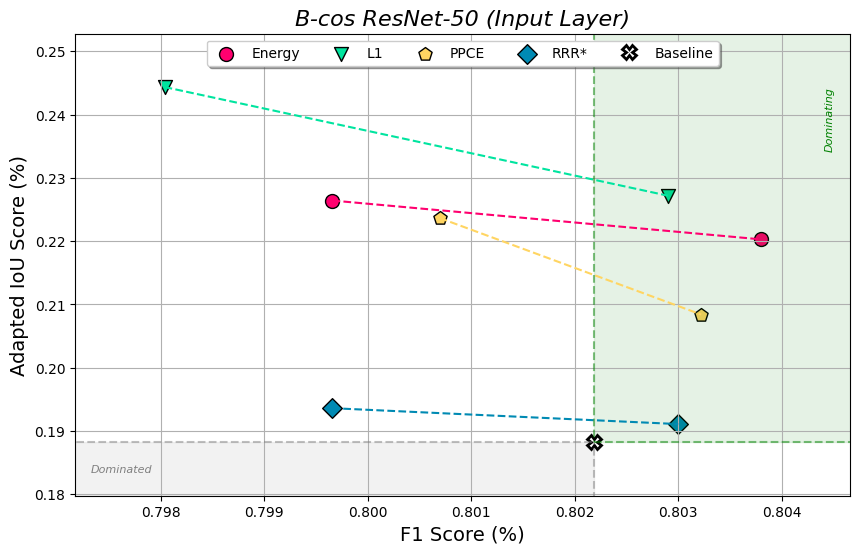 B-cos ResNet-50 (Input Layer)
Energy L1 PPCE RRR* Baseline
Dominating
Dominated
Adapted IoU Score (%)
0.25
0.24
0.23
0.22
0.21
0.20
0.19
0.18
0.798 0.799 0.800 0.801 0.802 0.803 0.804
F1 Score (%)